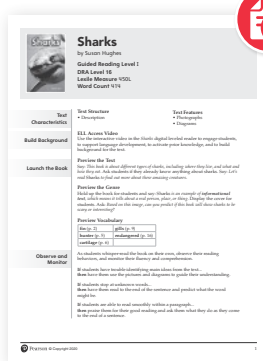 Sharks
Sharks
by Susan Hughes
Guided Reading Level I
DRA Level 16
Lexile Measure 450L
Word Count 474
Text
Characteristics
Text Structure
• Description
Text Features
• Photographs
• Diagrams
Build Background
ELL Access Video
Use the interactive video in the Sharks digital leveled reader to engage students,
to support language development, to activate prior knowledge, and to build
background for the text.
Launch the Book
Preview the Text
Say: This book is about different types of sharks, including where they live, and what and
how they eat. Ask students if they already know anything about sharks. Say: Let's
read Sharks to find out more about these amazing creatures.
Preview the Genre
Hold up the book for students and say: Sharks is an example of informational
text, which means it tells about a real person, place, or thing. Display the cover for
students. Ask: Based on this image, can you predict if this book will show sharks to be
scary or interesting?
Preview Vocabulary
fin (p. 2)
gills (p. 9)
hunter (p. 5)
endangered (p. 16)
cartilage (p. 6)
Observe and
Monitor
As students whisper-read the book on their own, observe their reading
behaviors, and monitor their fluency and comprehension.
If students have trouble identifying main ideas from the text...
then have them use the pictures and diagrams to guide their understanding.
If students stop at unknown words...
then have them read to the end of the sentence and predict what the word
might be.
If students are able to read smoothly within a paragraph...
then praise them for their good reading and ask them what they do as they come
to the end of a sentence.
Pearson © Copyright 2020
1